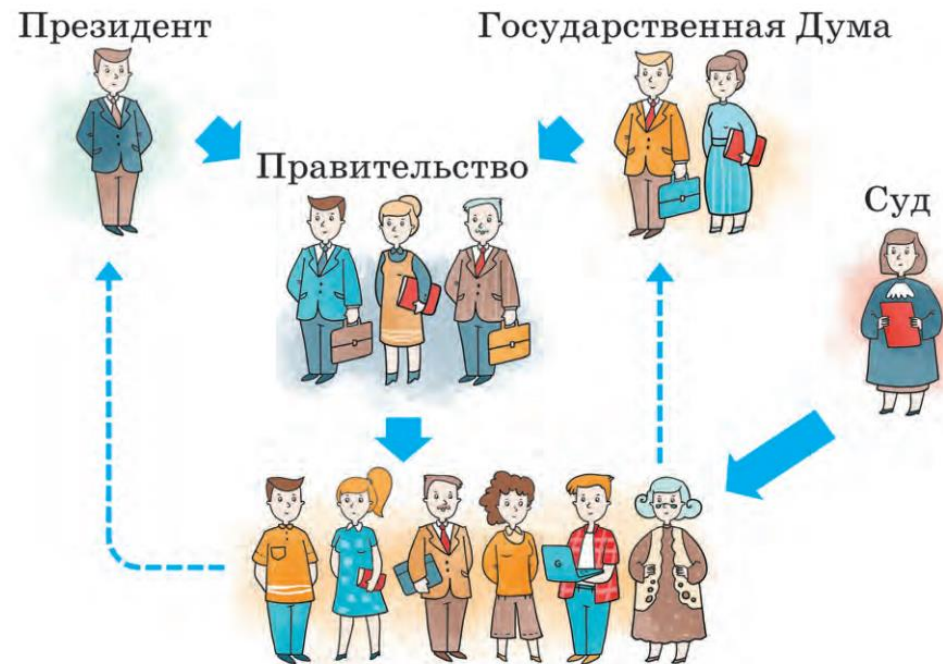 Президент
Государственная Дума
Правительство
Суд